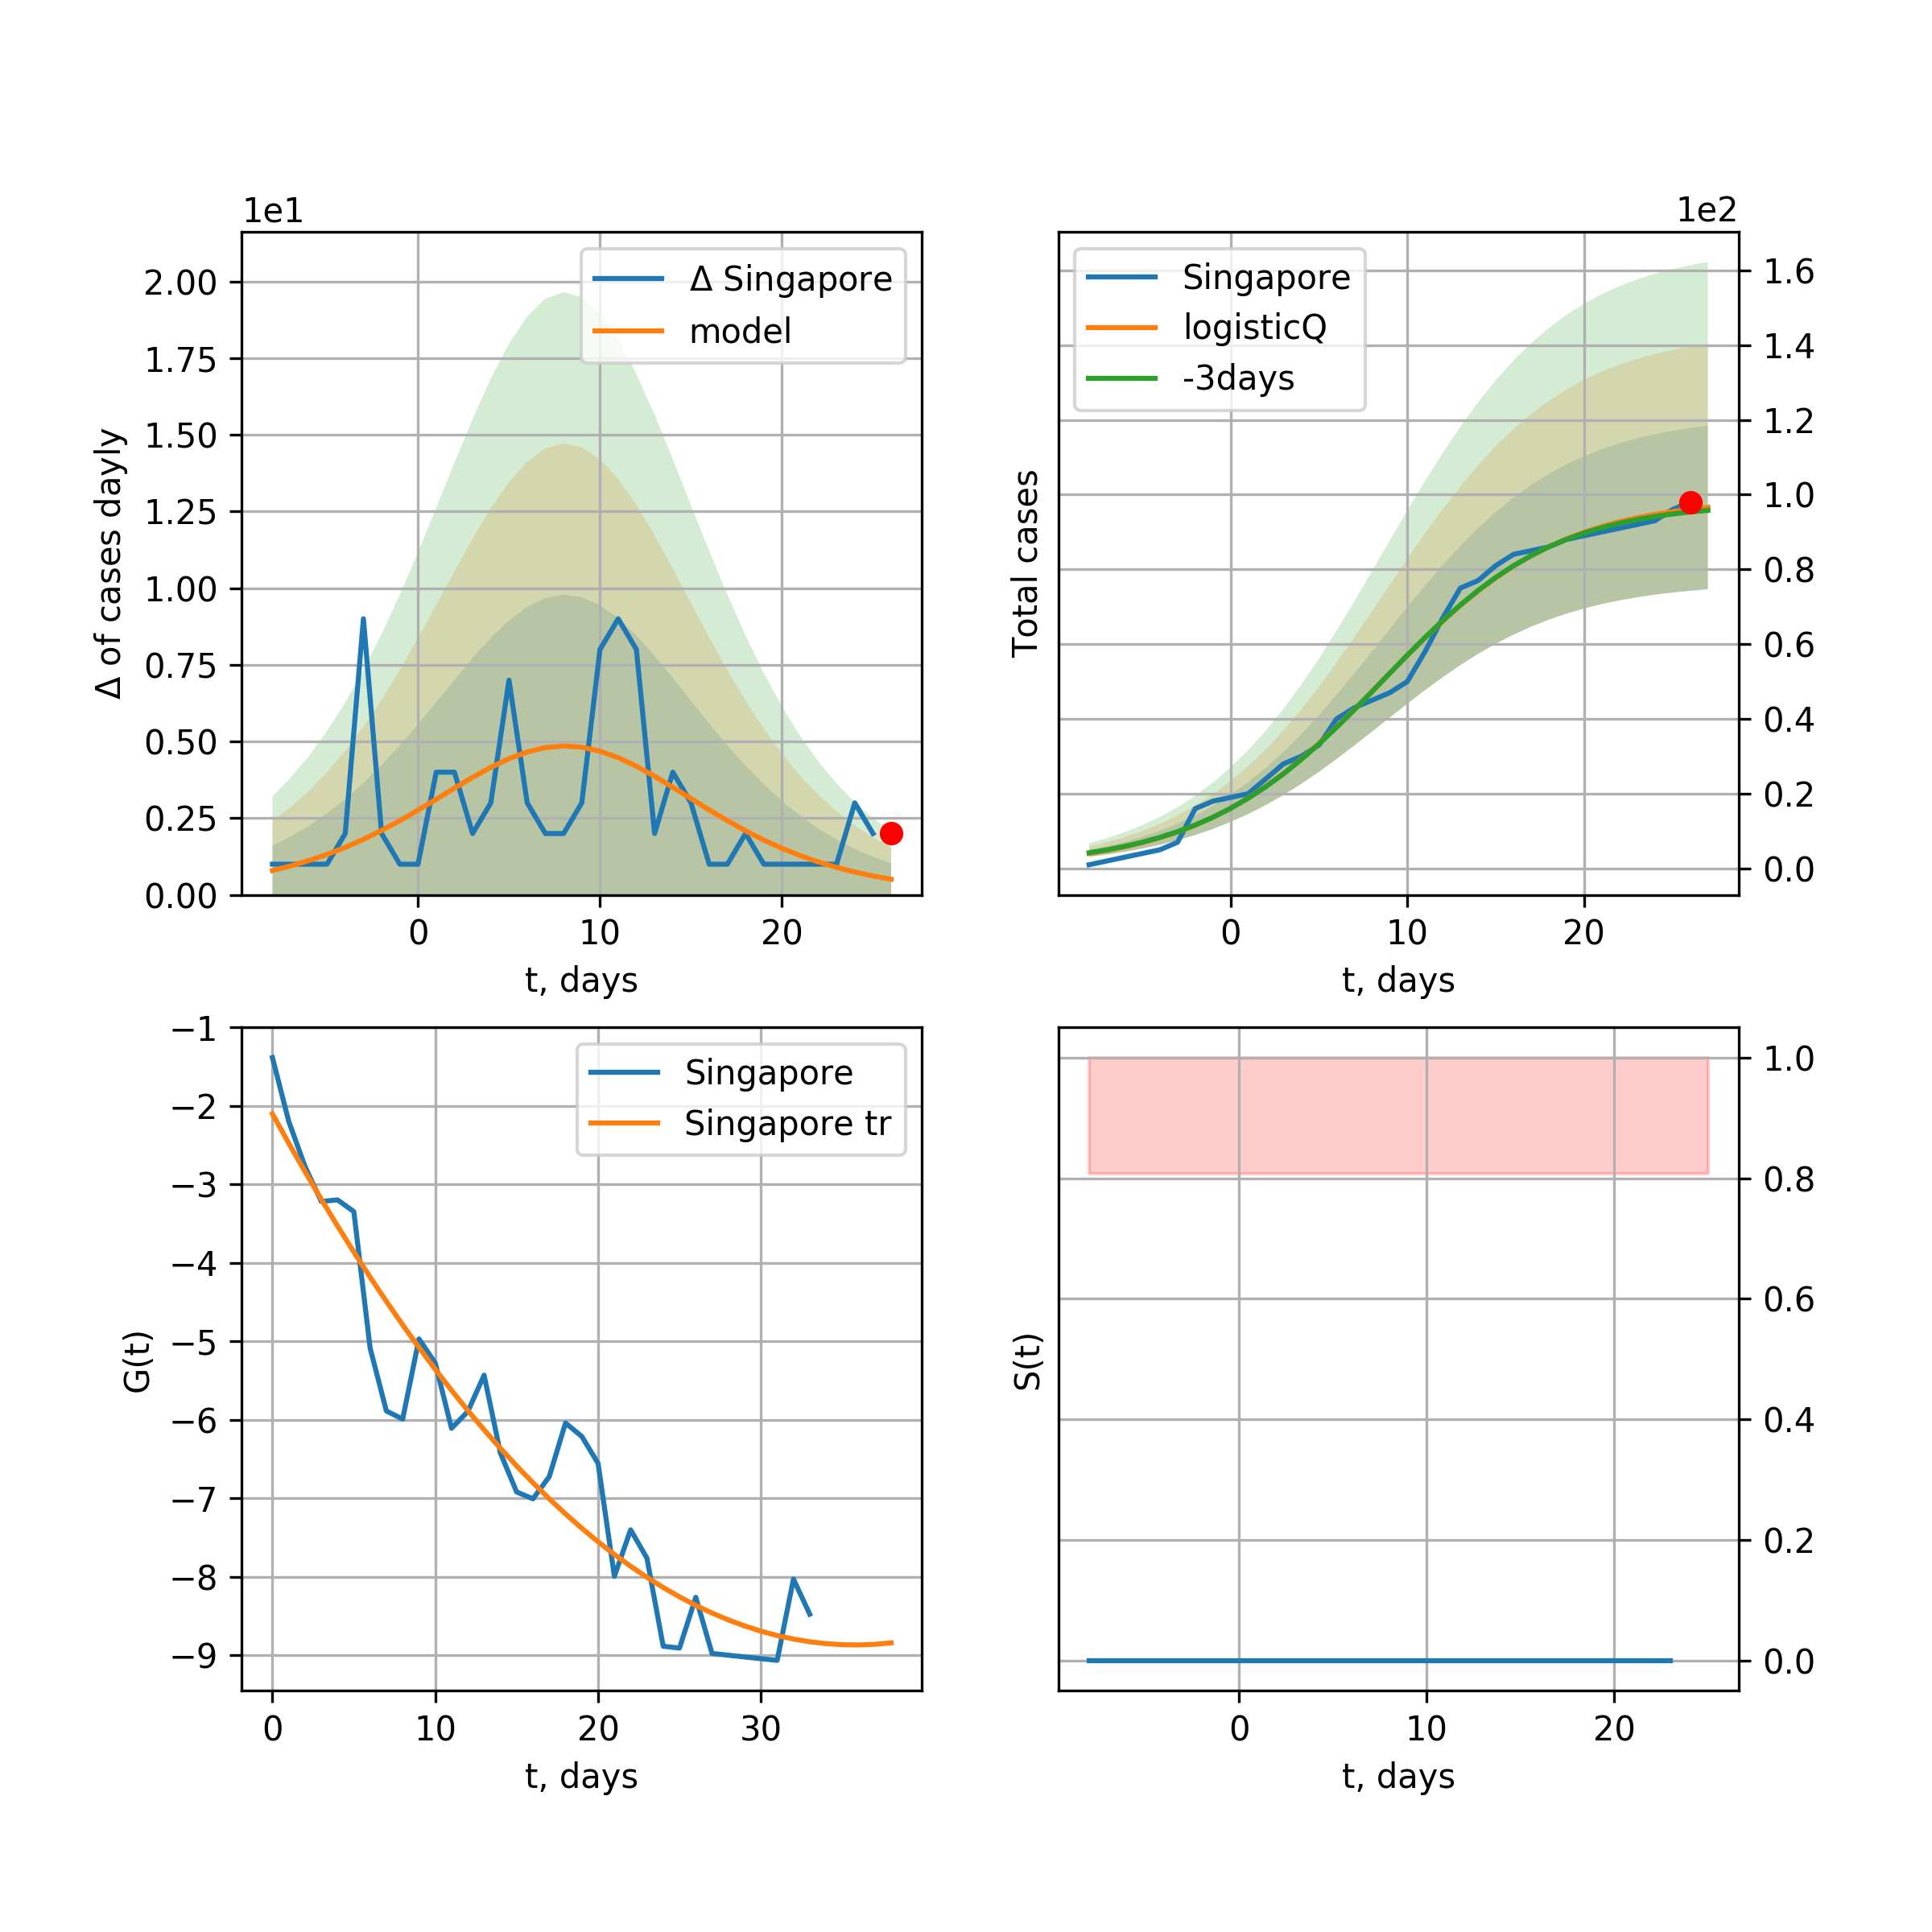 1e1
2.00
1.75
1.50
1.25
1.00
0.75
0.50
0.25
0.00
Δ of cases dayly
Δ Singapore
model
0
10
20
t, days
1e2
Singapore
logisticQ
-3days
Total cases
1.6
1.4
1.2
1.0
0.8
0.6
0.4
0.2
0.0
0
10
20
t, days
−1
−2
−3
−4
−5
−6
−7
−8
−9
G(t)
Singapore
Singapore tr
0
10
20
30
t, days
S(t)
1.0
0.8
0.6
0.4
0.2
0.0
0
10
20
t, days